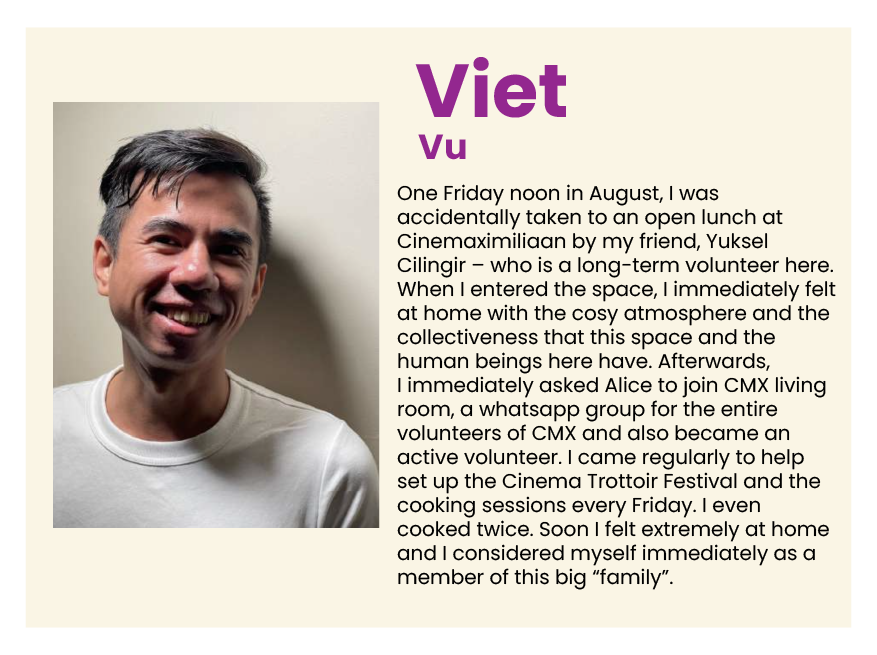 Viet
Vu
One Friday noon in August, I was
accidentally taken to an open lunch at
Cinemaximiliaan by my friend, Yuksel
Cilingir – who is a long-term volunteer here.
When I entered the space, I immediately felt
at home with the cosy atmosphere and the
collectiveness that this space and the
human beings here have. Afterwards,
I immediately asked Alice to join CMX living
room, a whatsapp group for the entire
volunteers of CMX and also became an
active volunteer. I came regularly to help
set up the Cinema Trottoir Festival and the
cooking sessions every Friday. I even
cooked twice. Soon I felt extremely at home
and I considered myself immediately as a
member of this big “family”.